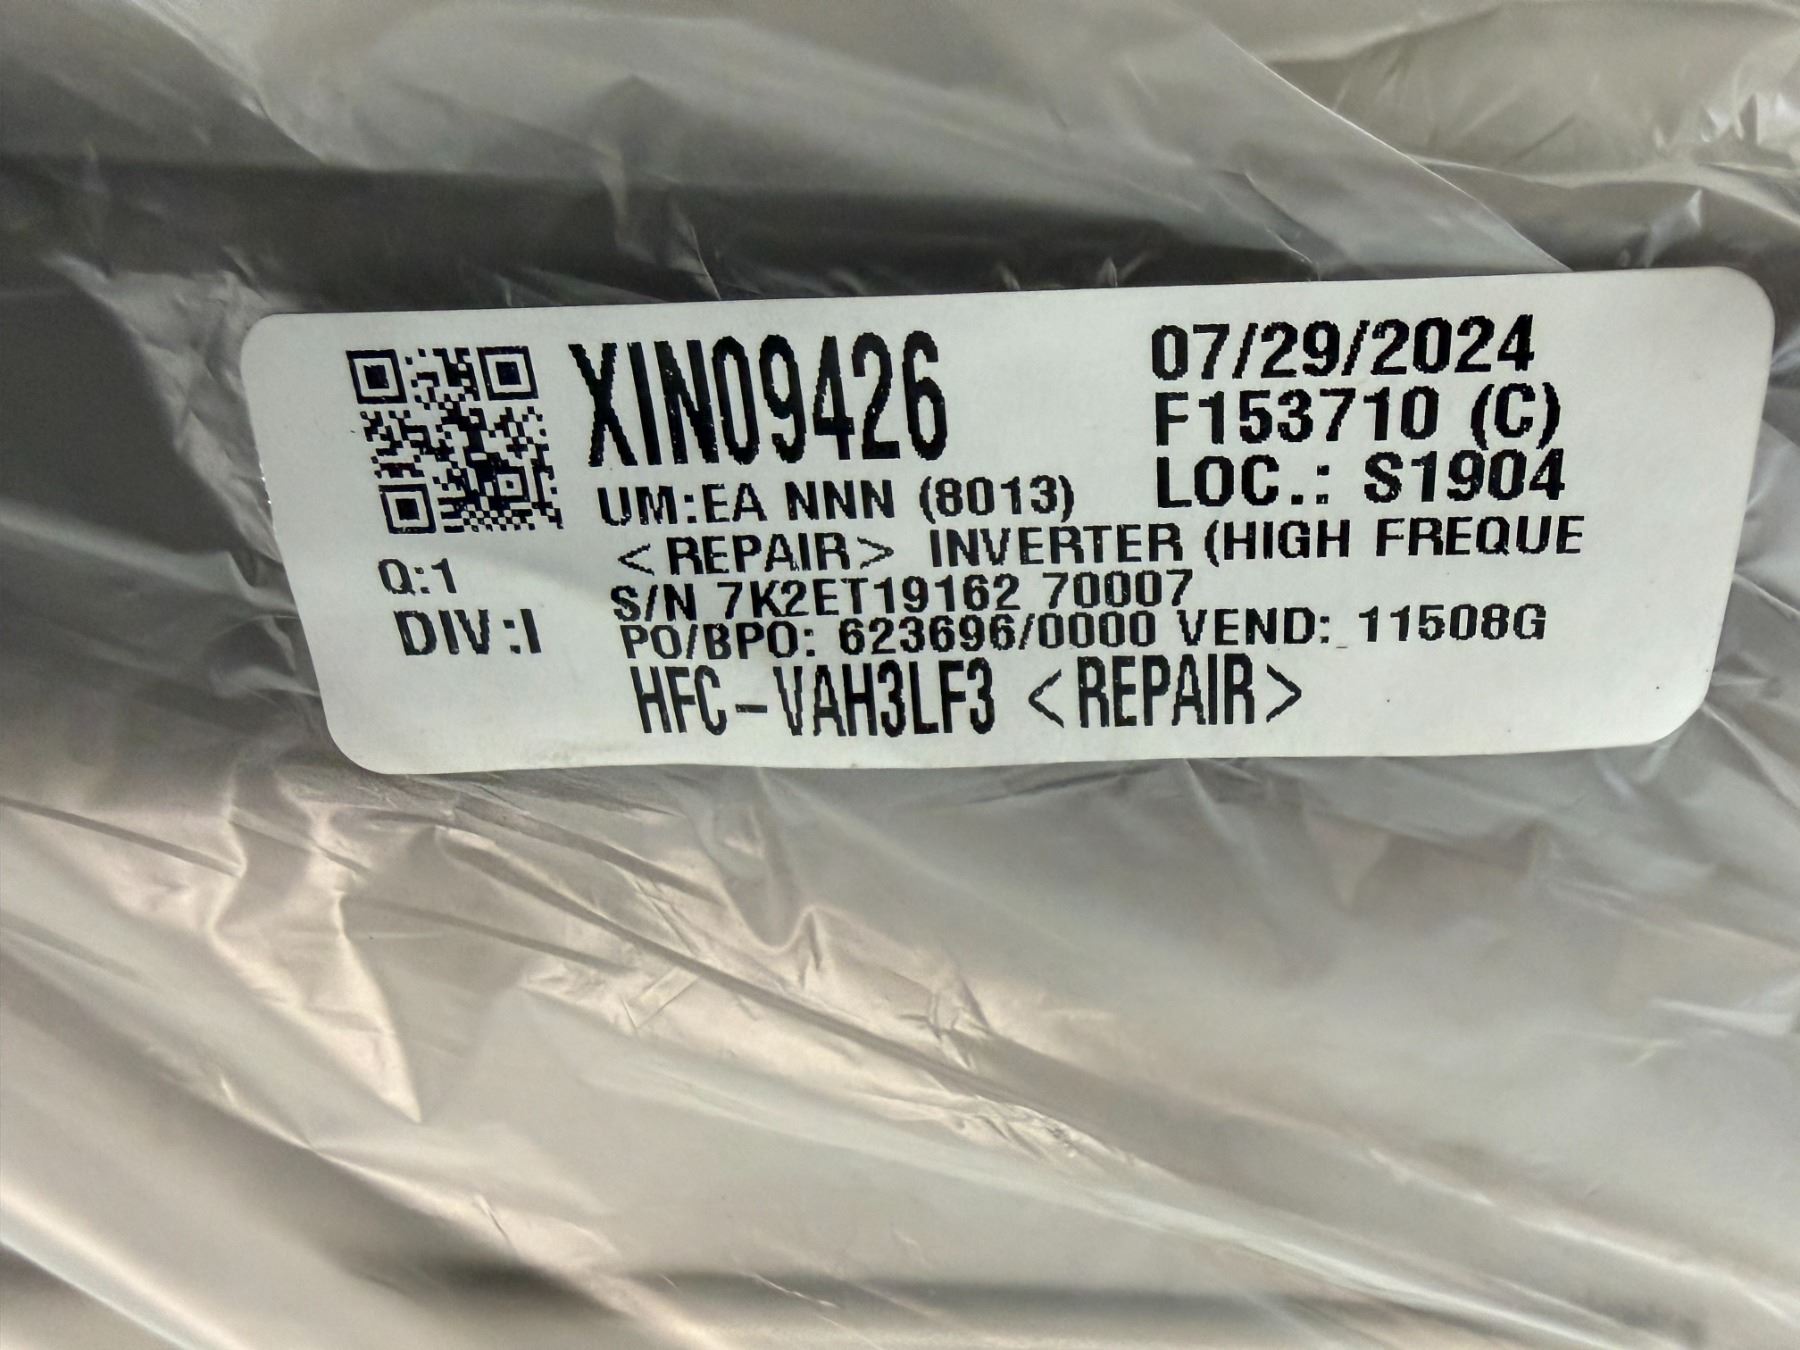 XIN09426
07/29/2024
F153710 (C)
LOC.: S1904
UM:EA NNN (8013)
<REPAIR> INVERTER (HIGH FREQUE
Q:1
S/N 7K2ET19162 70007
DIV:I
PO/BPO: 623696/0000 VEND: 11508G
HFC-VAH3LF3 <REPAIR>